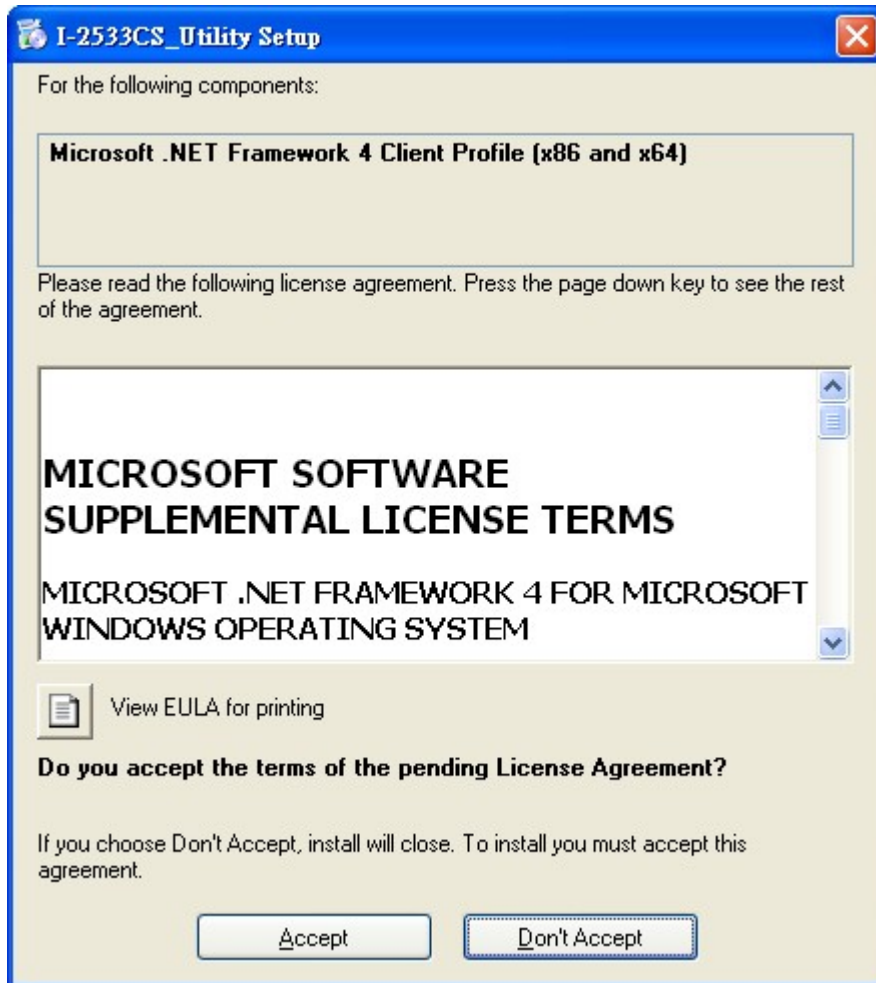 I-2533CS_Utility Setup
For the following components:
Microsoft .NET Framework 4 Client Profile (x86 and x64)
Please read the following license agreement. Press the page down key to see the rest
of the agreement.
MICROSOFT SOFTWARE
SUPPLEMENTAL LICENSE TERMS
MICROSOFT .NET FRAMEWORK 4 FOR MICROSOFT
WINDOWS OPERATING SYSTEM
View EULA for printing
Do you accept the terms of the pending License Agreement?
If you choose Don't Accept, install will close. To install you must accept this
agreement.
Accept
Don't Accept